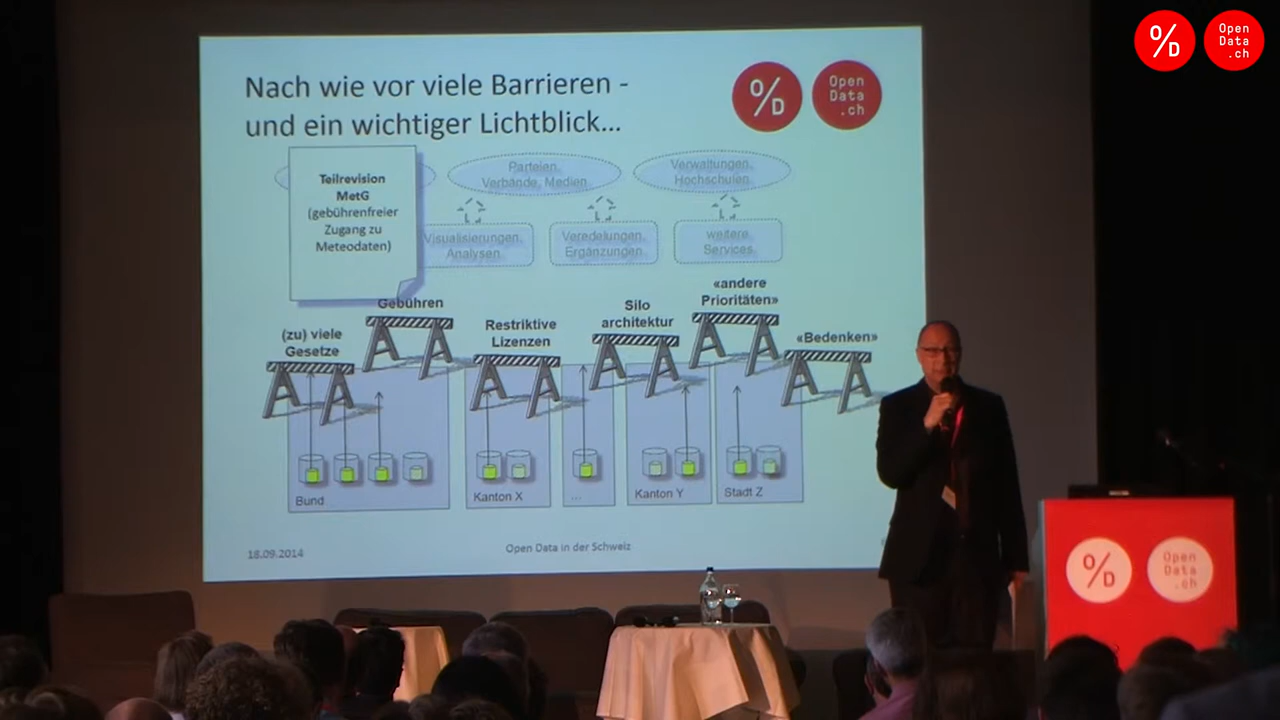 Nach wie vor viele Barrieren -
und ein wichtiger Lichtblick...
%D
Open
Data
.ch
%D
Open
Data
.ch
Teilrevision
MetG
(gebührenfreier
Zugang zu
Meteodaten)
Parteien,
Verbände, Medien
Verwaltungen,
Hochschulen
Visualisierungen,
Analysen
Veredelungen,
Ergänzungen
weitere
Services
(zu) viele
Gesetze
Gebühren
Restriktive
Lizenzen
Silo
architektur
«andere
Prioritäten»
«Bedenken»
Bund
Kanton X
...
Kanton Y
Stadt Z
18.09.2014
Open Data in der Schweiz
%D
Open
Data
.ch